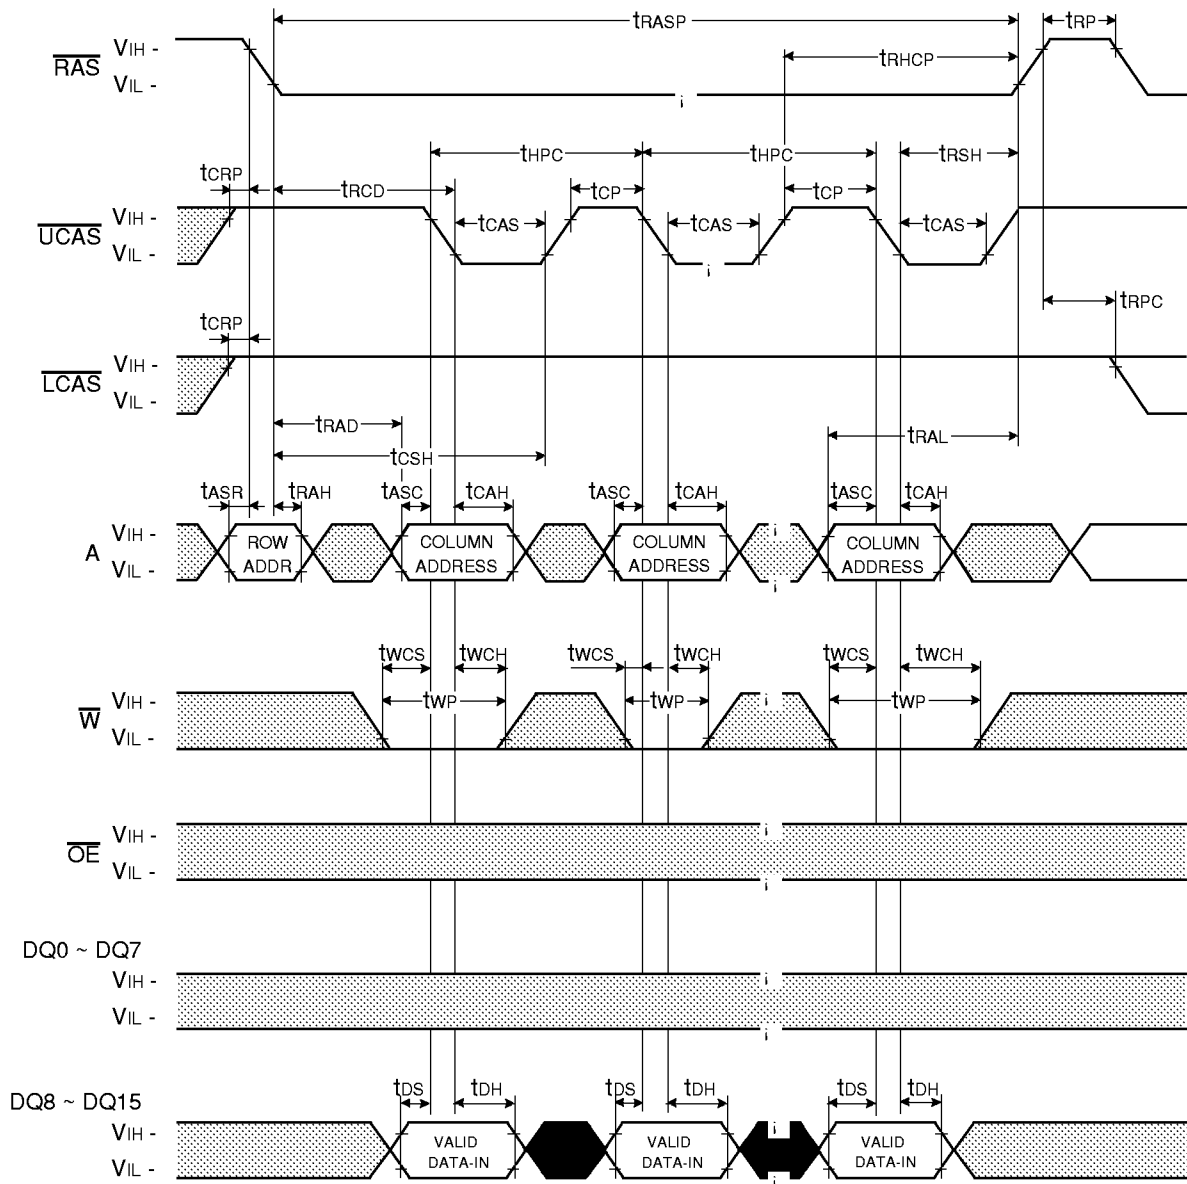 tRASP
tRP
RAS
VIH -
VIL -
tRHCP
tHPC
tHPC
tRSH
tCRP
tRCD
tCP
tCP
UCAS
VIH -
VIL -
tCAS
tCAS
tCAS
tRPC
tCRP
LCAS
VIH -
VIL -
tRAD
tRAL
tCSH
tASR
tRAH
tASC
tCAH
tASC
tCAH
tASC
tCAH
A
VIH -
VIL -
ROW
ADDR
COLUMN
ADDRESS
COLUMN
ADDRESS
COLUMN
ADDRESS
tWCS
tWCH
tWCS
tWCH
tWCS
tWCH
W
VIH -
VIL -
tWP
tWP
tWP
OE
VIH -
VIL -
DQ0 ~ DQ7
VIH -
VIL -
tDS
tDH
tDS
tDH
tDS
tDH
DQ8 ~ DQ15
VIH -
VIL -
VALID
DATA-IN
VALID
DATA-IN
VALID
DATA-IN